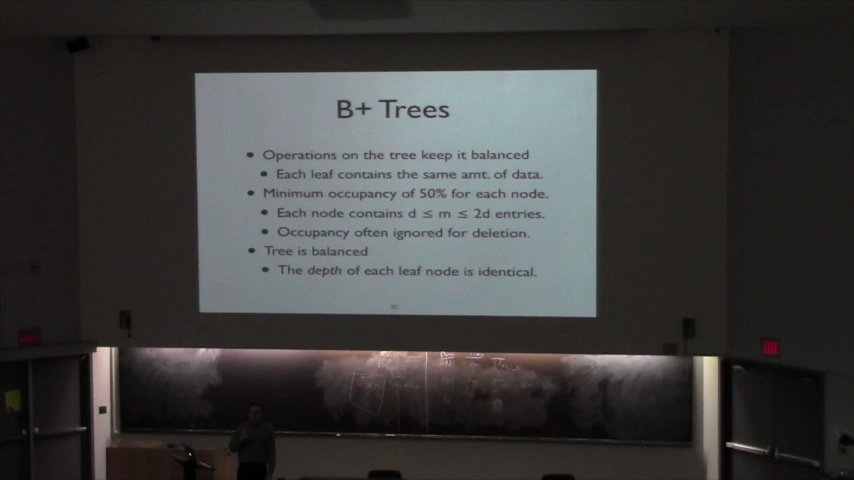 B+ Trees
• Operations on the tree keep it balanced
• Each leaf contains the same amt. of data.
• Minimum occupancy of 50% for each node.
• Each node contains d ≤ m ≤ 2d entries.
• Occupancy often ignored for deletion.
• Tree is balanced
• The depth of each leaf node is identical.